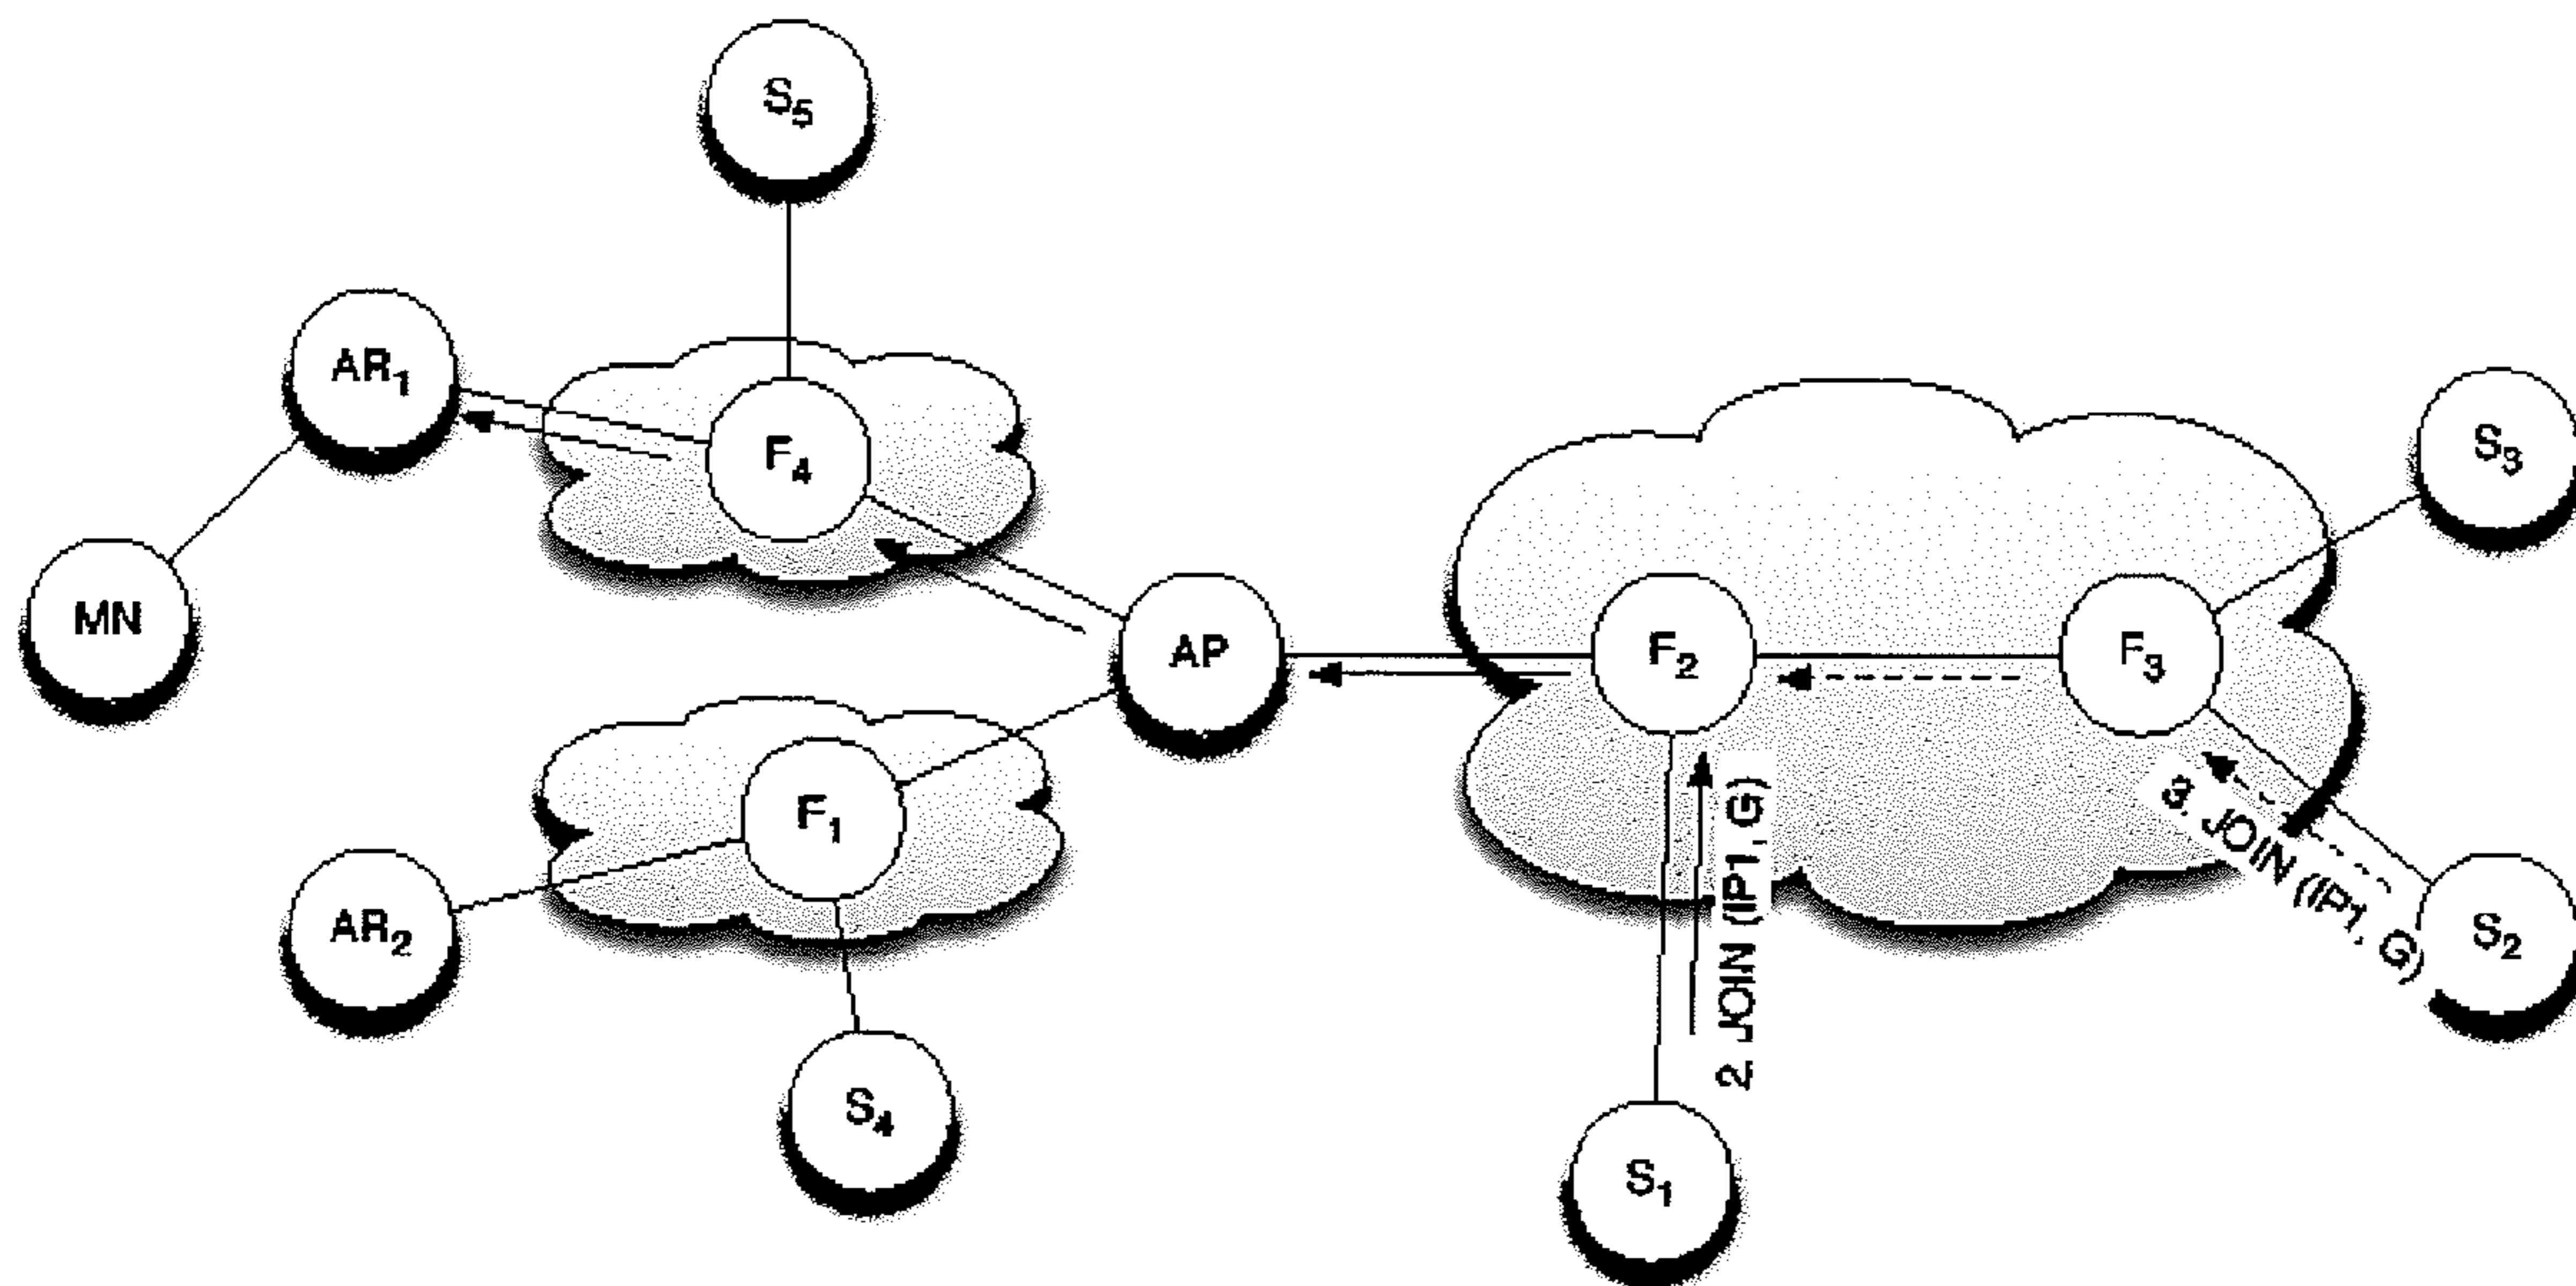 S5
AR1
F4
S3
MN
AP
F2
F3
F1
AR2
S4
2. JOIN (IP1, G)
3. JOIN (IP1, G)
S2
S1